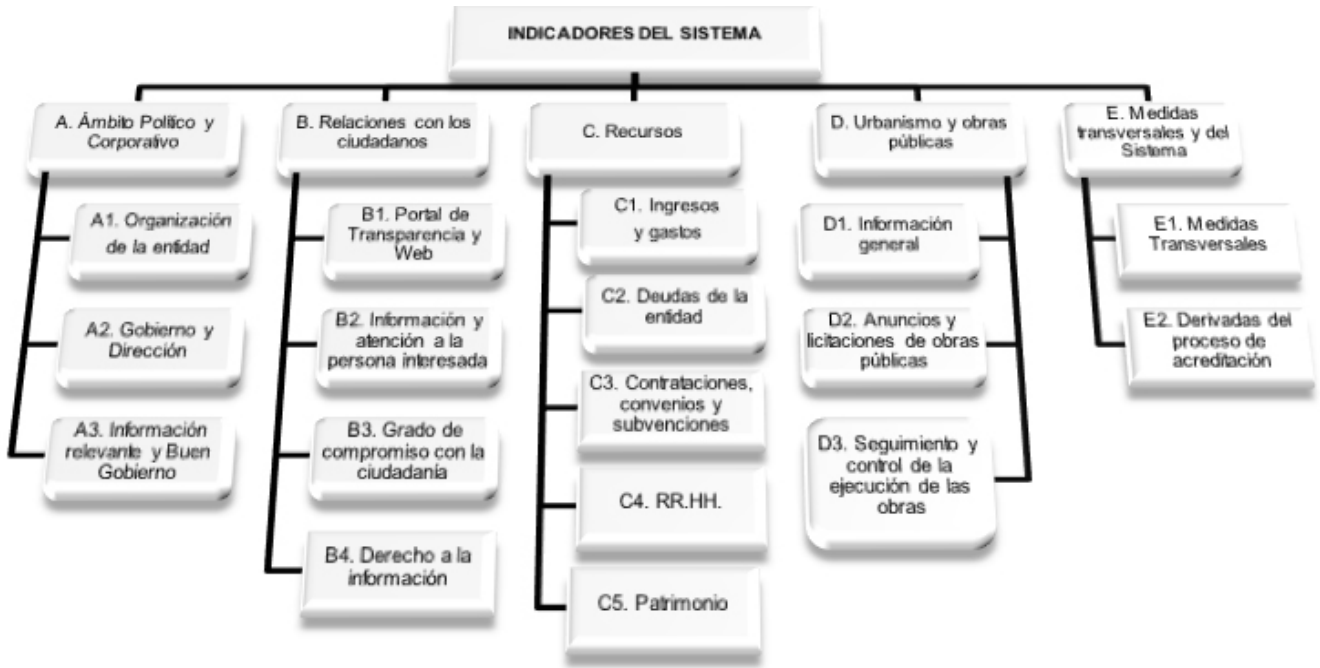 INDICADORES DEL SISTEMA
A. Ámbito Político y
Corporativo
A1. Organización
de la entidad
A2. Gobierno y
Dirección
A3. Información
relevante y Buen
Gobierno
B. Relaciones con los
ciudadanos
B1. Portal de
Transparencia y
Web
B2. Información y
atención a la
persona interesada
B3. Grado de
compromiso con la
ciudadanía
B4. Derecho a la
información
C. Recursos
C1. Ingresos
y gastos
C2. Deudas de la
entidad
C3. Contrataciones,
convenios y
subvenciones
C4. RR.HH.
C5. Patrimonio
D. Urbanismo y obras
públicas
D1. Información
general
D2. Anuncios y
licitaciones de obras
públicas
D3. Seguimiento y
control de la
ejecución de las
obras
E. Medidas
transversales y del
Sistema
E1. Medidas
Transversales
E2. Derivadas del
proceso de
acreditación